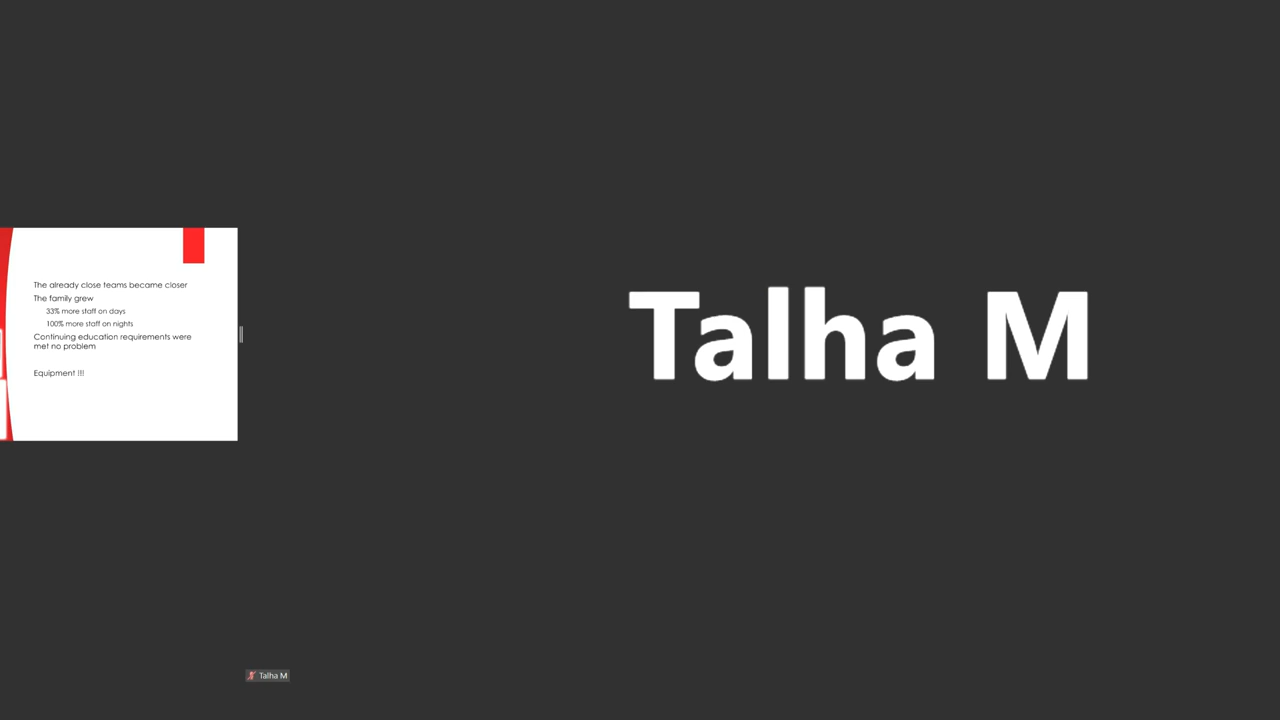 The already close teams became closer
The family grew
33% more staff on days
100% more staff on nights
Continuing education requirements were
met no problem
Equipment !!!
Talha M
Talha M